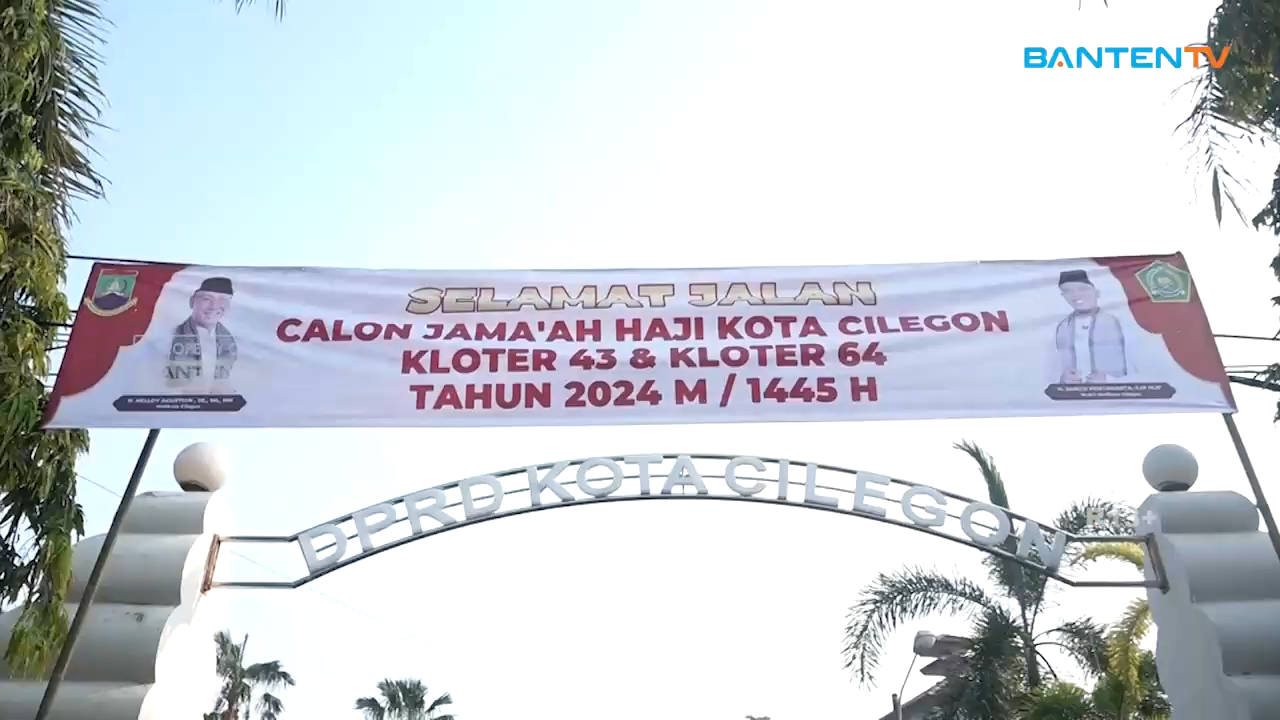 BANTENTV
SELAMAT JALAN
CALON JAMA'AH HAJI KOTA CILEGON
KLOTER 43 & KLOTER 64
TAHUN 2024 M / 1445 H
DPRD KOTA CILEGON
R13+